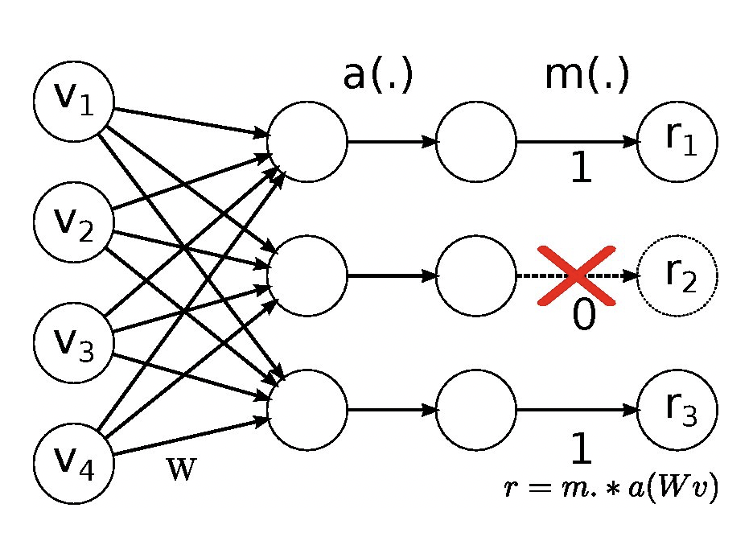 a(.) m(.)
v₁
r₁
1
v₂
r₂
0
v₃
r₃
v₄
1
W
r = m. * a(Wv)